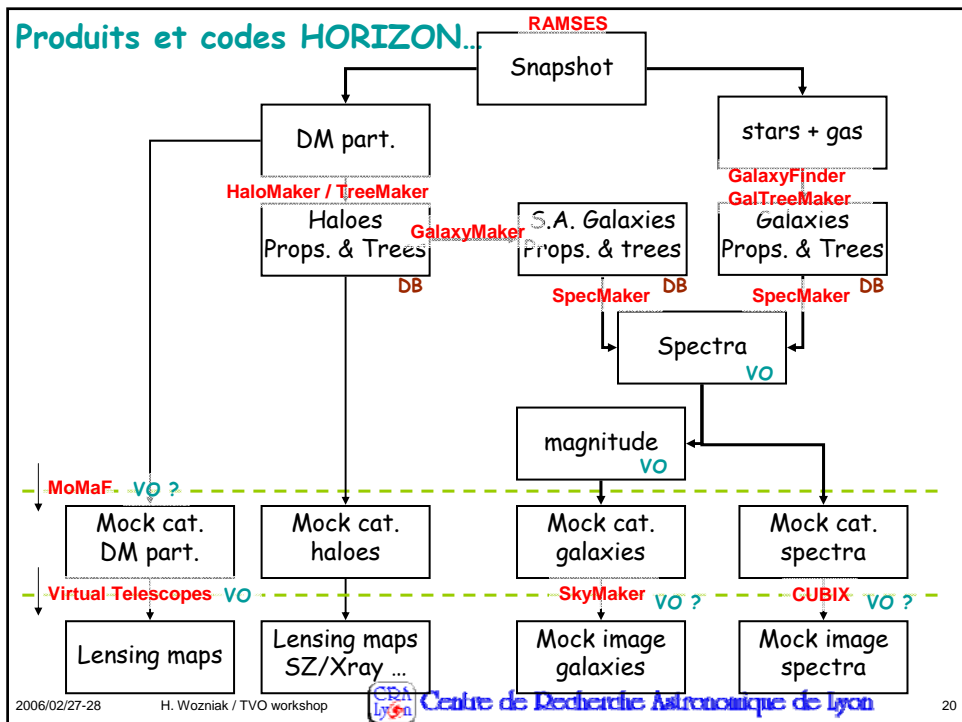 Produits et codes HORIZON...
RAMSES
Snapshot
DM part.
stars + gas
HaloMaker / TreeMaker
GalaxyFinder
GalTreeMaker
Haloes
Props. & Trees
DB
GalaxyMaker
S.A. Galaxies
Props. & trees
DB
Galaxies
Props. & Trees
DB
SpecMaker
SpecMaker
Spectra
VO
magnitude
VO
MoMaF
VO ?
Mock cat.
DM part.
Mock cat.
haloes
Mock cat.
galaxies
Mock cat.
spectra
Virtual Telescopes
VO
SkyMaker
VO ?
CUBIX
VO ?
Lensing maps
Lensing maps
SZ/Xray ...
Mock image
galaxies
Mock image
spectra
2006/02/27-28
H. Wozniak / TVO workshop
CRA
Lyon
Centre de Recherche Astronomique de Lyon
20